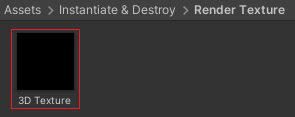 Assets > Instantiate & Destroy > Render Texture
3D Texture